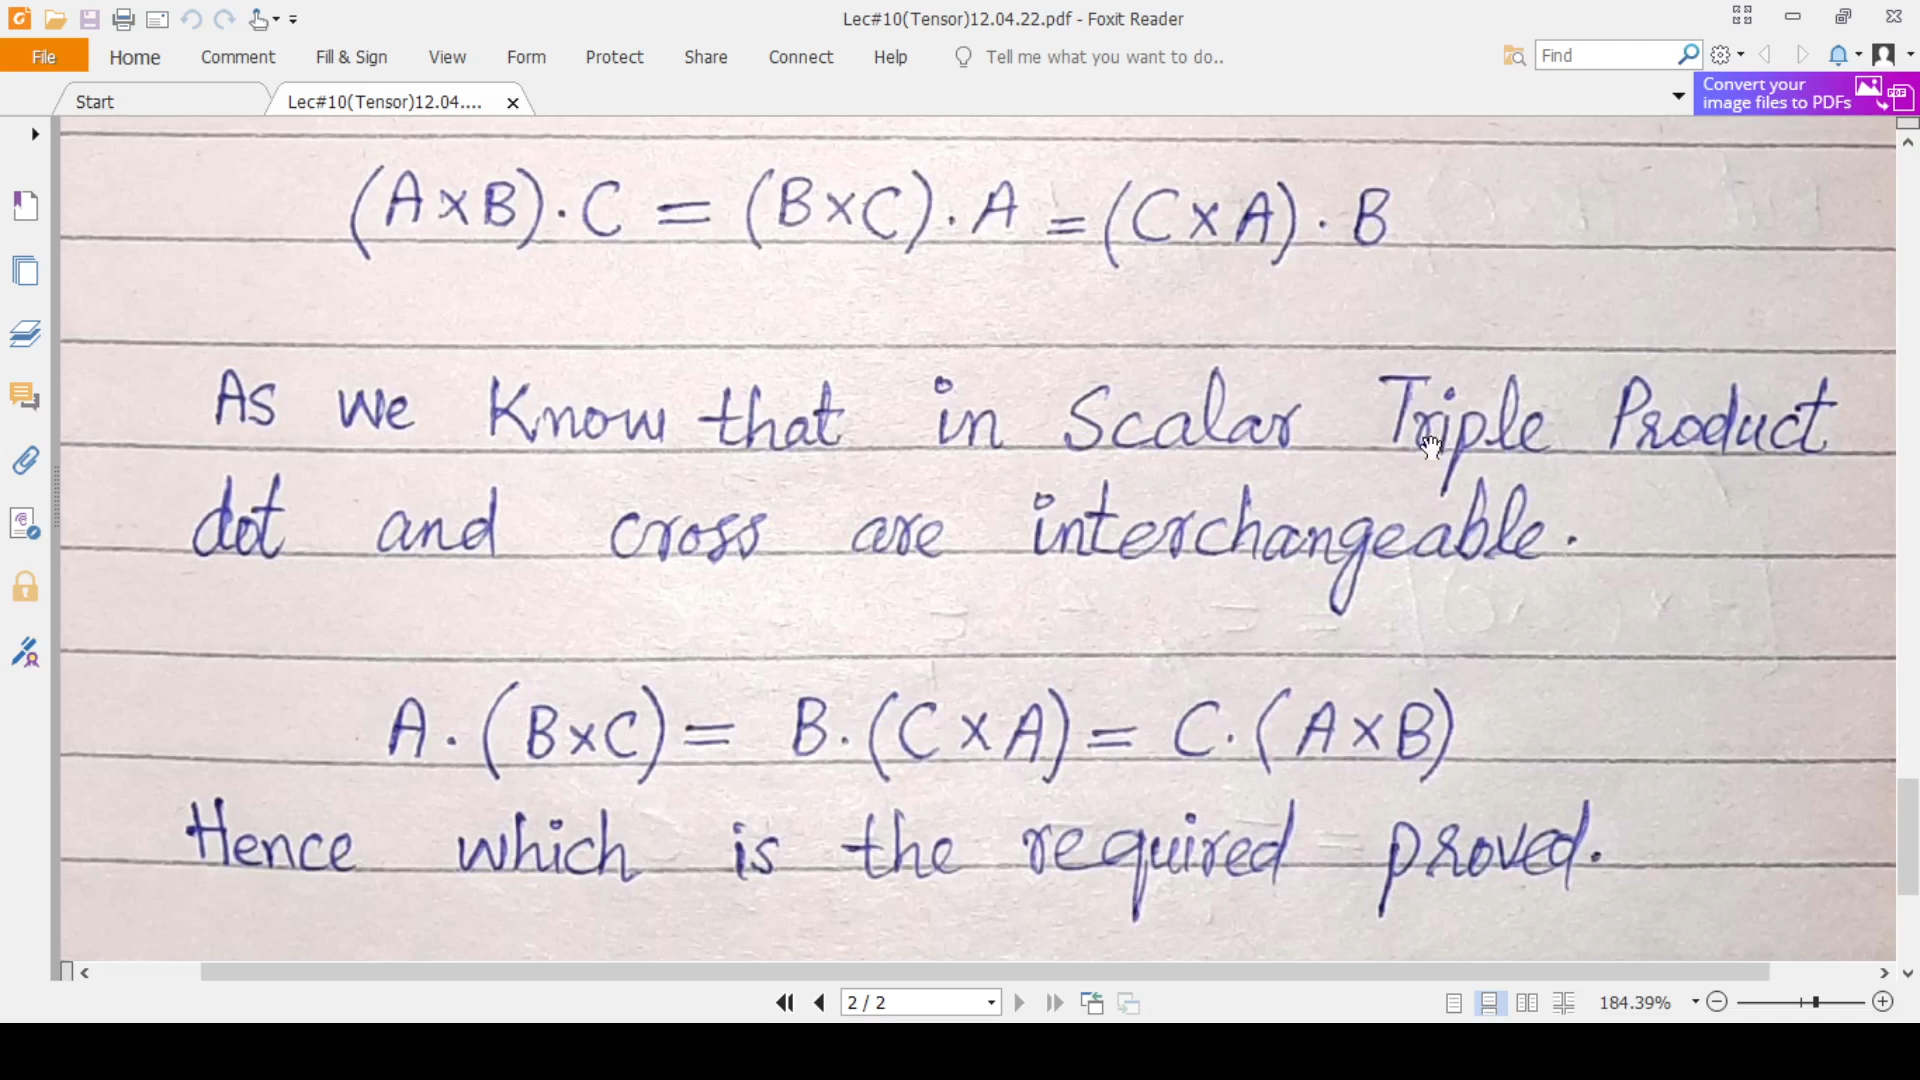 Lec#10(Tensor)12.04.22.pdf - Foxit Reader
File Home Comment Fill & Sign View Form Protect Share Connect Help Tell me what you want to do.. Find
Start Lec#10(Tensor)12.04.... Convert your
image files to PDFs
(A×B)·C = (B×C)·A = (C×A)·B
As we Know that in Scalar Triple Product
dot and cross are interchangeable.
A·(B×C) = B·(C×A) = C·(A×B)
Hence which is the required proved.
2 / 2 184.39%